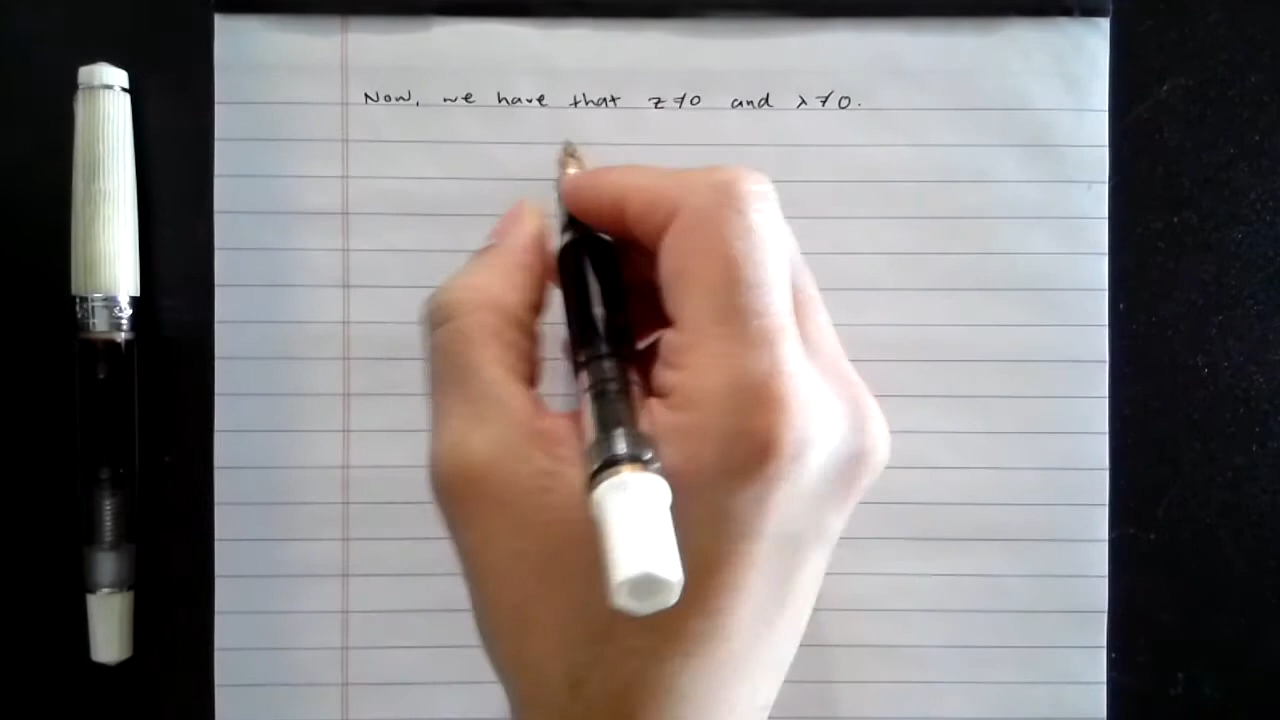 Now, we have that z≠0 and λ≠0.